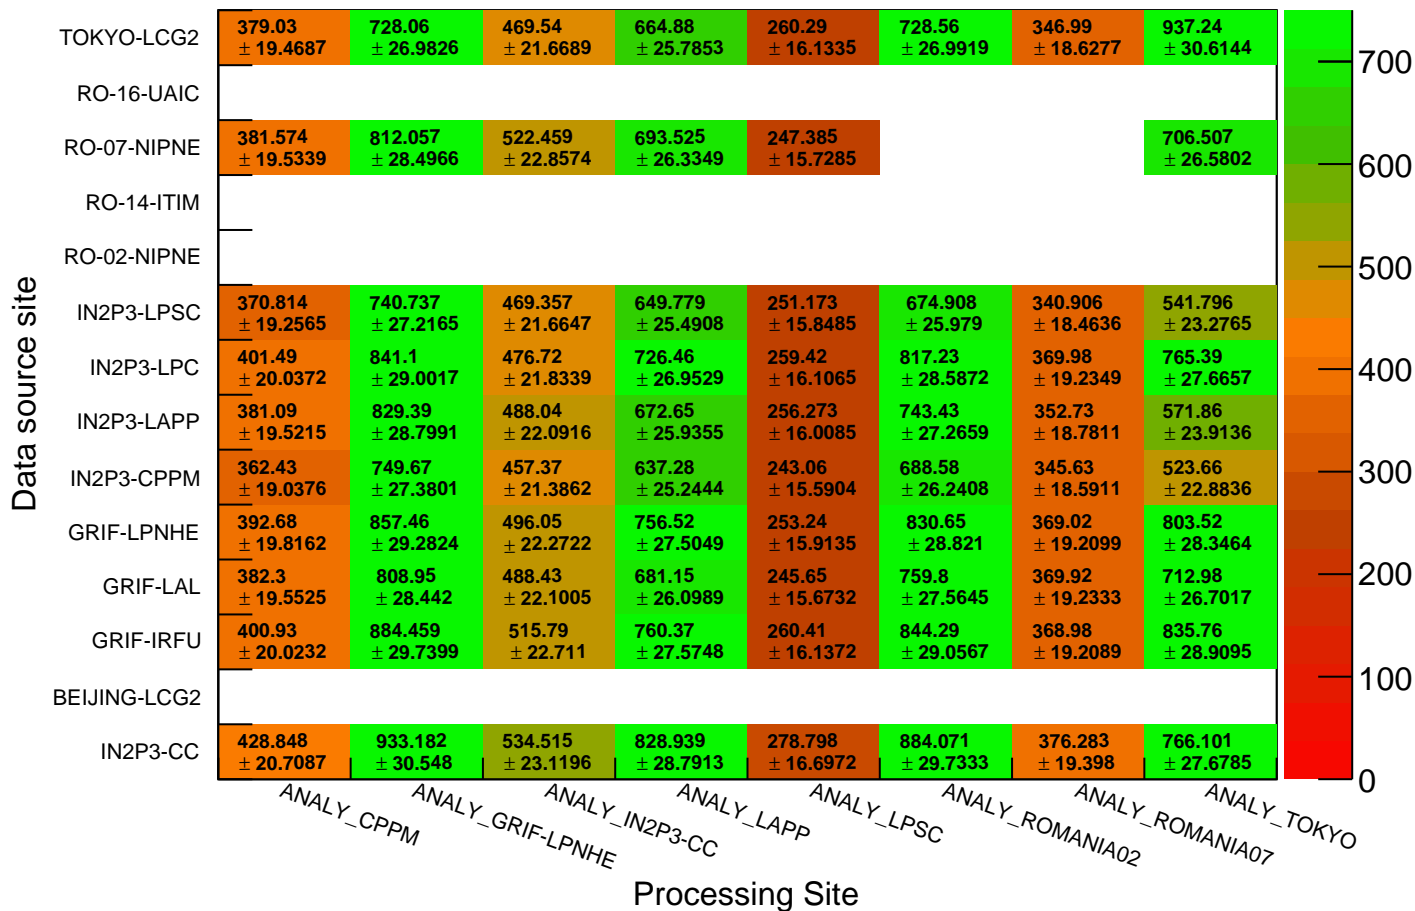 TOKYO-LCG2
379.03 728.06 469.54 664.88 260.29 728.56 346.99 937.24
± 19.4687 ± 26.9826 ± 21.6689 ± 25.7853 ± 16.1335 ± 26.9919 ± 18.6277 ± 30.6144
RO-16-UAIC
RO-07-NIPNE
381.574 812.057 522.459 693.525 247.385 706.507
± 19.5339 ± 28.4966 ± 22.8574 ± 26.3349 ± 15.7285 ± 26.5802
RO-14-ITIM
RO-02-NIPNE
IN2P3-LPSC
370.814 740.737 469.357 649.779 251.173 674.908 340.906 541.796
± 19.2565 ± 27.2165 ± 21.6647 ± 25.4908 ± 15.8485 ± 25.979 ± 18.4636 ± 23.2765
IN2P3-LPC
401.49 841.1 476.72 726.46 259.42 817.23 369.98 765.39
± 20.0372 ± 29.0017 ± 21.8339 ± 26.9529 ± 16.1065 ± 28.5872 ± 19.2349 ± 27.6657
IN2P3-LAPP
381.09 829.39 488.04 672.65 256.273 743.43 352.73 571.86
± 19.5215 ± 28.7991 ± 22.0916 ± 25.9355 ± 16.0085 ± 27.2659 ± 18.7811 ± 23.9136
IN2P3-CPPM
362.43 749.67 457.37 637.28 243.06 688.58 345.63 523.66
± 19.0376 ± 27.3801 ± 21.3862 ± 25.2444 ± 15.5904 ± 26.2408 ± 18.5911 ± 22.8836
GRIF-LPNHE
392.68 857.46 496.05 756.52 253.24 830.65 369.02 803.52
± 19.8162 ± 29.2824 ± 22.2722 ± 27.5049 ± 15.9135 ± 28.821 ± 19.2099 ± 28.3464
GRIF-LAL
382.3 808.95 488.43 681.15 245.65 759.8 369.92 712.98
± 19.5525 ± 28.442 ± 22.1005 ± 26.0989 ± 15.6732 ± 27.5645 ± 19.2333 ± 26.7017
GRIF-IRFU
400.93 884.459 515.79 760.37 260.41 844.29 368.98 835.76
± 20.0232 ± 29.7399 ± 22.711 ± 27.5748 ± 16.1372 ± 29.0567 ± 19.2089 ± 28.9095
BEIJING-LCG2
IN2P3-CC
428.848 933.182 534.515 828.939 278.798 884.071 376.283 766.101
± 20.7087 ± 30.548 ± 23.1196 ± 28.7913 ± 16.6972 ± 29.7333 ± 19.398 ± 27.6785
Data source site
ANALY_CPPM
ANALY_GRIF-LPNHE
ANALY_IN2P3-CC
ANALY_LAPP
ANALY_LPSC
ANALY_ROMANIA02
ANALY_ROMANIA07
ANALY_TOKYO
Processing Site
700
600
500
400
300
200
100
0